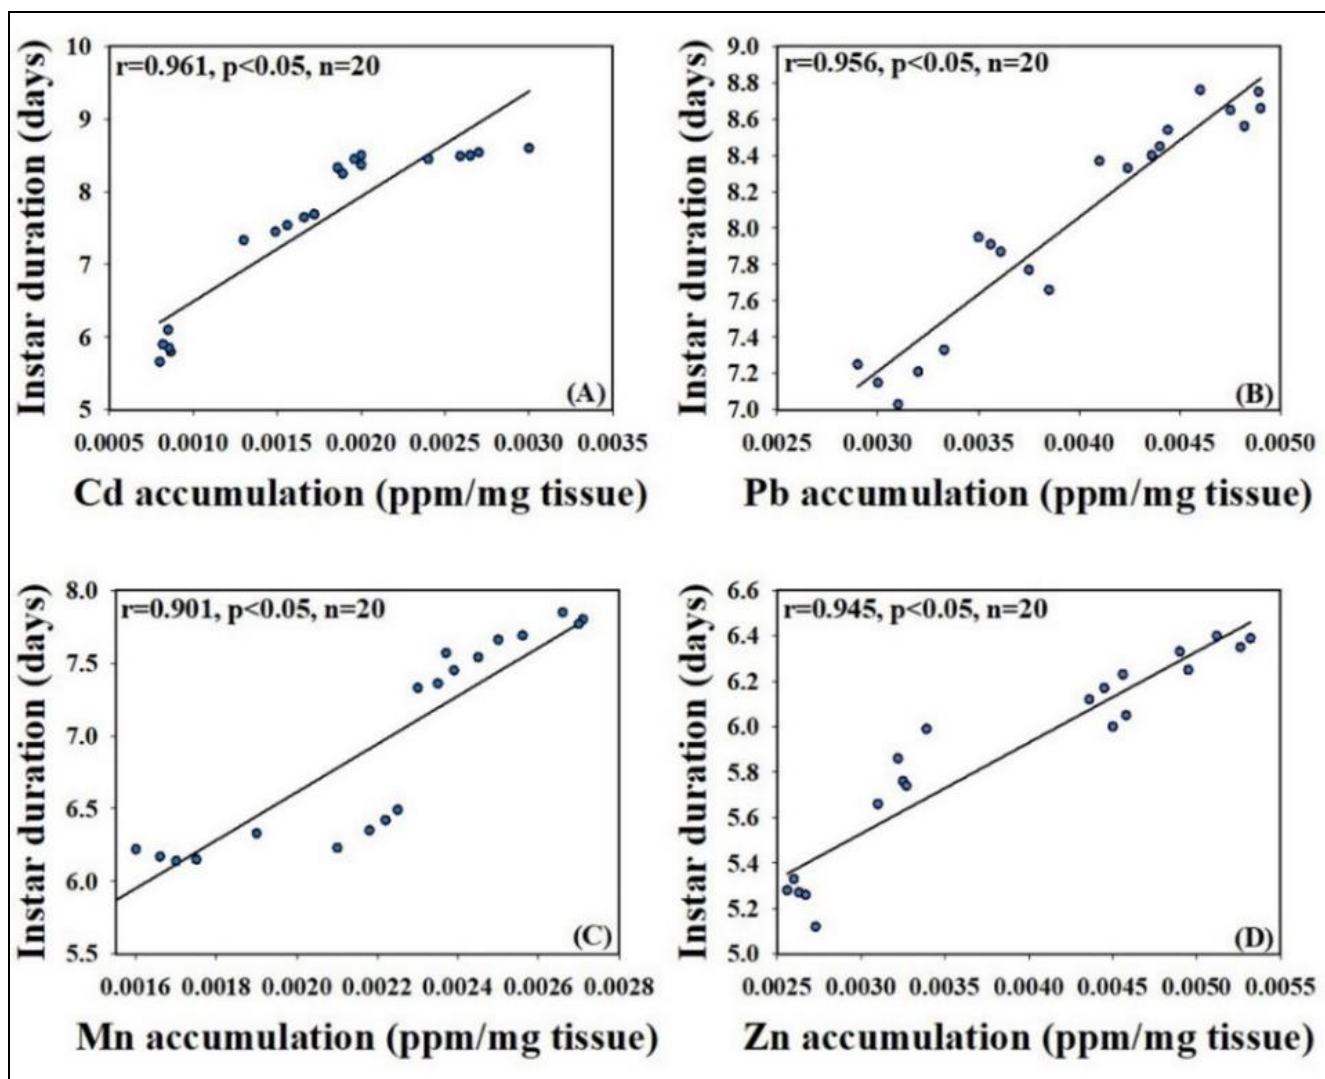 r=0.961, p<0.05, n=20
Instar duration (days)
10
9
8
7
6
5
(A)
0.0005 0.0010 0.0015 0.0020 0.0025 0.0030 0.0035
Cd accumulation (ppm/mg tissue)
r=0.956, p<0.05, n=20
Instar duration (days)
9.0
8.8
8.6
8.4
8.2
8.0
7.8
7.6
7.4
7.2
7.0
(B)
0.0025 0.003 0.0035 0.0040 0.0045 0.0050
Pb accumulation (ppm/mg tissue)
r=0.901, p<0.05, n=20
Instar duration (days)
8.0
7.5
7.0
6.5
6.0
5.5
(C)
0.0016 0.0018 0.0020 0.0022 0.0024 0.0026 0.0028
Mn accumulation (ppm/mg tissue)
r=0.945, p<0.05, n=20
Instar duration (days)
6.6
6.4
6.2
6.0
5.8
5.6
5.4
5.2
5.0
(D)
0.0025 0.0030 0.0035 0.0040 0.0045 0.0050 0.0055
Zn accumulation (ppm/mg tissue)